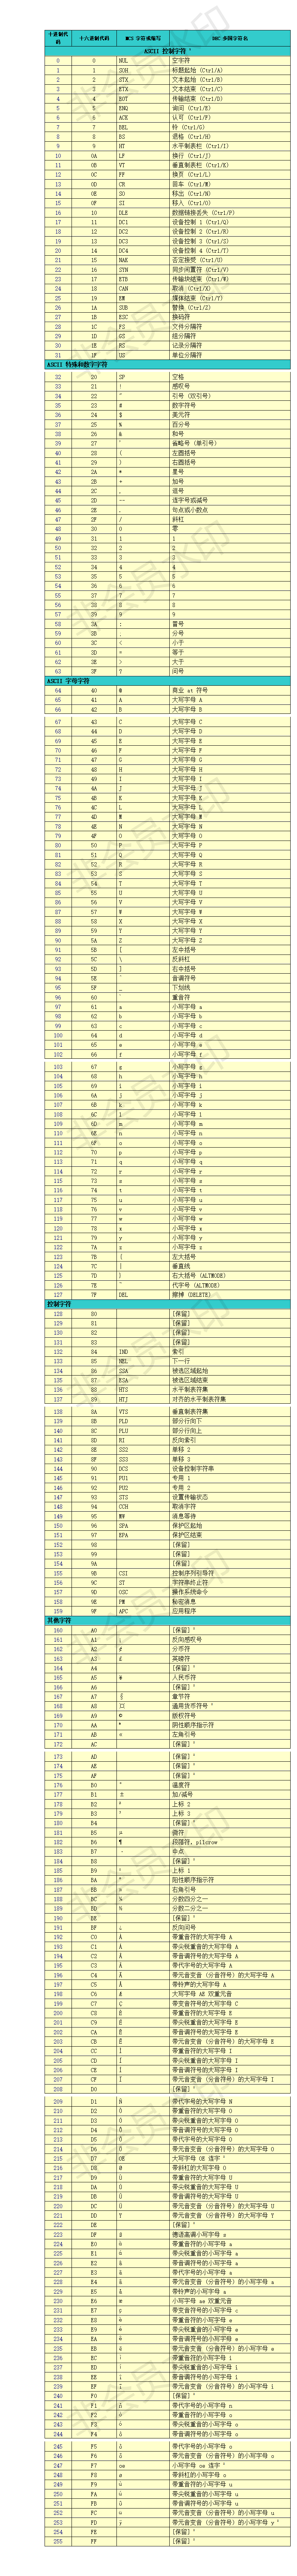 十进制代码 十六进制代码 MCS 字符或缩写 DEC 多国字符名
ASCII 控制字符
0 0 NUL 空字符
1 1 SOH 标题起始 (Ctrl/A)
2 2 STX 文本起始 (Ctrl/B)
3 3 ETX 文本结束 (Ctrl/C)
4 4 EOT 传输结束 (Ctrl/D)
5 5 ENQ 询问 (Ctrl/E)
6 6 ACK 认可 (Ctrl/F)
7 7 BEL 铃 (Ctrl/G)
8 8 BS 退格 (Ctrl/H)
9 9 HT 水平制表栏 (Ctrl/I)
10 0A LF 换行 (Ctrl/J)
11 0B VT 垂直制表栏 (Ctrl/K)
12 0C FF 换页 (Ctrl/L)
13 0D CR 回车 (Ctrl/M)
14 0E SO 移出 (Ctrl/N)
15 0F SI 移入 (Ctrl/O)
16 10 DLE 数据链接丢失 (Ctrl/P)
17 11 DC1 设备控制 1 (Ctrl/Q)
18 12 DC2 设备控制 2 (Ctrl/R)
19 13 DC3 设备控制 3 (Ctrl/S)
20 14 DC4 设备控制 4 (Ctrl/T)
21 15 NAK 否定接受 (Ctrl/U)
22 16 SYN 同步闲置符 (Ctrl/V)
23 17 ETB 传输块结束 (Ctrl/W)
24 18 CAN 取消 (Ctrl/X)
25 19 EM 媒体结束 (Ctrl/Y)
26 1A SUB 替换 (Ctrl/Z)
27 1B ESC 换码符
28 1C FS 文件分隔符
29 1D GS 组分隔符
30 1E RS 记录分隔符
31 1F US 单位分隔符
ASCII 特殊和数字字符
32 20 SP 空格
33 21 ! 感叹号
34 22 " 引号 (双引号)
35 23 # 数字符号
36 24 $ 美元符
37 25 % 百分号
38 26 & 和号
39 27 ' 省略号 (单引号)
40 28 ( 左圆括号
41 29 ) 右圆括号
42 2A * 星号
43 2B + 加号
44 2C , 逗号
45 2D -- 连字号或减号
46 2E . 句点或小数点
47 2F / 斜杠
48 30 0 零
49 31 1 1
50 32 2 2
51 33 3 3
52 34 4 4
53 35 5 5
54 36 6 6
55 37 7 7
56 38 8 8
57 39 9 9
58 3A : 冒号
59 3B ; 分号
60 3C < 小于
61 3D = 等于
62 3E > 大于
63 3F ? 问号
ASCII 字母字符
64 40 @ 商业 at 符号
65 41 A 大写字母 A
66 42 B 大写字母 B
67 43 C 大写字母 C
68 44 D 大写字母 D
69 45 E 大写字母 E
70 46 F 大写字母 F
71 47 G 大写字母 G
72 48 H 大写字母 H
73 49 I 大写字母 I
74 4A J 大写字母 J
75 4B K 大写字母 K
76 4C L 大写字母 L
77 4D M 大写字母 M
78 4E N 大写字母 N
79 4F O 大写字母 O
80 50 P 大写字母 P
81 51 Q 大写字母 Q
82 52 R 大写字母 R
83 53 S 大写字母 S
84 54 T 大写字母 T
85 55 U 大写字母 U
86 56 V 大写字母 V
87 57 W 大写字母 W
88 58 X 大写字母 X
89 59 Y 大写字母 Y
90 5A Z 大写字母 Z
91 5B [ 左中括号
92 5C \ 反斜杠
93 5D ] 右中括号
94 5E ^ 音调符号
95 5F _ 下划线
96 60 ` 重音符
97 61 a 小写字母 a
98 62 b 小写字母 b
99 63 c 小写字母 c
100 64 d 小写字母 d
101 65 e 小写字母 e
102 66 f 小写字母 f
103 67 g 小写字母 g
104 68 h 小写字母 h
105 69 i 小写字母 i
106 6A j 小写字母 j
107 6B k 小写字母 k
108 6C l 小写字母 l
109 6D m 小写字母 m
110 6E n 小写字母 n
111 6F o 小写字母 o
112 70 p 小写字母 p
113 71 q 小写字母 q
114 72 r 小写字母 r
115 73 s 小写字母 s
116 74 t 小写字母 t
117 75 u 小写字母 u
118 76 v 小写字母 v
119 77 w 小写字母 w
120 78 x 小写字母 x
121 79 y 小写字母 y
122 7A z 小写字母 z
123 7B { 左大括号
124 7C | 垂直线
125 7D } 右大括号 (ALTMODE)
126 7E ~ 代字号 (ALTMODE)
127 7F DEL 擦掉 (DELETE)
控制字符
128 80 [保留]
129 81 [保留]
130 82 [保留]
131 83 [保留]
132 84 IND 索引
133 85 NEL 下一行
134 86 SSA 被选区域起始
135 87 ESA 被选区域结束
136 88 HTS 水平制表符集
137 89 HTJ 对齐的水平制表符集
138 8A VTS 垂直制表符集
139 8B PLD 部分行向下
140 8C PLU 部分行向上
141 8D RI 反向索引
142 8E SS2 单移 2
143 8F SS3 单移 3
144 90 DCS 设备控制字符串
145 91 PU1 专用 1
146 92 PU2 专用 2
147 93 STS 设置传输状态
148 94 CCH 取消字符
149 95 MW 消息等待
150 96 SPA 保护区起始
151 97 EPA 保护区结束
152 98 [保留]
153 99 [保留]
154 9A [保留]
155 9B CSI 控制序列引导符
156 9C ST 字符串终止符
157 9D OSC 操作系统命令
158 9E PM 秘密消息
159 9F APC 应用程序
其他字符
160 A0 [保留]
161 A1 ¡ 反向感叹号
162 A2 ¢ 分币符
163 A3 £ 英磅符
164 A4 [保留]
165 A5 ¥ 人民币符
166 A6 [保留]
167 A7 § 章节符
168 A8 ¤ 通用货币符号
169 A9 © 版权符号
170 AA ª 阴性顺序指示符
171 AB « 左角引号
172 AC [保留]
173 AD [保留]
174 AE [保留]
175 AF [保留]
176 B0 ° 温度符
177 B1 ± 加/减号
178 B2 ² 上标 2
179 B3 ³ 上标 3
180 B4 [保留]
181 B5 µ 微符
182 B6 ¶ 段落符，pilcrow
183 B7 · 中点
184 B8 [保留]
185 B9 ¹ 上标 1
186 BA º 阳性顺序指示符
187 BB » 右角引号
188 BC ¼ 分数四分之一
189 BD ½ 分数二分之一
190 BE [保留]
191 BF ¿ 反向问号
192 C0 À 带重音符的大写字母 A
193 C1 Á 带尖锐重音的大写字母 A
194 C2 Â 带音调符号的大写字母 A
195 C3 Ã 带代字号的大写字母 A
196 C4 Ä 带元音变音 (分音符号) 的大写字母 A
197 C5 Å 带铃声的大写字母 A
198 C6 Æ 大写字母 AE 双重元音
199 C7 Ç 带变音符号的大写字母 C
200 C8 È 带重音符的大写字母 E
201 C9 É 带尖锐重音的大写字母 E
202 CA Ê 带音调符号的大写字母 E
203 CB Ë 带元音变音 (分音符号) 的大写字母 E
204 CC Ì 带重音符的大写字母 I
205 CD Í 带尖锐重音的大写字母 I
206 CE Î 带音调符号的大写字母 I
207 CF Ï 带元音变音 (分音符号) 的大写字母 I
208 D0 [保留]
209 D1 Ñ 带代字号的大写字母 N
210 D2 Ò 带重音符的大写字母 O
211 D3 Ó 带尖锐重音的大写字母 O
212 D4 Ô 带音调符号的大写字母 O
213 D5 Õ 带代字号的大写字母 O
214 D6 Ö 带元音变音 (分音符号) 的大写字母 O
215 D7 OE 大写字母 OE 连字
216 D8 Ø 带斜杠的大写字母 O
217 D9 Ù 带重音符的大写字母 U
218 DA Ú 带尖锐重音的大写字母 U
219 DB Û 带音调符号的大写字母 U
220 DC Ü 带元音变音 (分音符号) 的大写字母 U
221 DD Y 带元音变音 (分音符号) 的大写字母 Y
222 DE [保留]
223 DF ß 德语高调小写字母 s
224 E0 à 带重音符的小写字母 a
225 E1 á 带尖锐重音的小写字母 a
226 E2 â 带音调符号的小写字母 a
227 E3 ã 带代字号的小写字母 a
228 E4 ä 带元音变音 (分音符号) 的小写字母 a
229 E5 å 带铃声的小写字母 a
230 E6 æ 小写字母 ae 双重元音
231 E7 ç 带变音符号的小写字母 c
232 E8 è 带重音符的小写字母 e
233 E9 é 带尖锐重音的小写字母 e
234 EA ê 带音调符号的小写字母 e
235 EB ë 带元音变音 (分音符号) 的小写字母 e
236 EC ì 带重音符的小写字母 i
237 ED í 带尖锐重音的小写字母 i
238 EE î 带音调符号的小写字母 i
239 EF ï 带元音变音 (分音符号) 的小写字母 i
240 F0 [保留]
241 F1 ñ 带代字号的小写字母 n
242 F2 ò 带重音符的小写字母 o
243 F3 ó 带尖锐重音的小写字母 o
244 F4 ô 带音调符号的小写字母 o
245 F5 õ 带代字号的小写字母 o
246 F6 ö 带元音变音 (分音符号) 的小写字母 o
247 F7 oe 小写字母 oe 连字
248 F8 ø 带斜杠的小写字母 o
249 F9 ù 带重音符的小写字母 u
250 FA ú 带尖锐重音的小写字母 u
251 FB û 带音调符号的小写字母 u
252 FC ü 带元音变音 (分音符号) 的小写字母 u
253 FD ÿ 带元音变音 (分音符号) 的小写字母 y
254 FE [保留]
255 FF [保留]
非会员水印